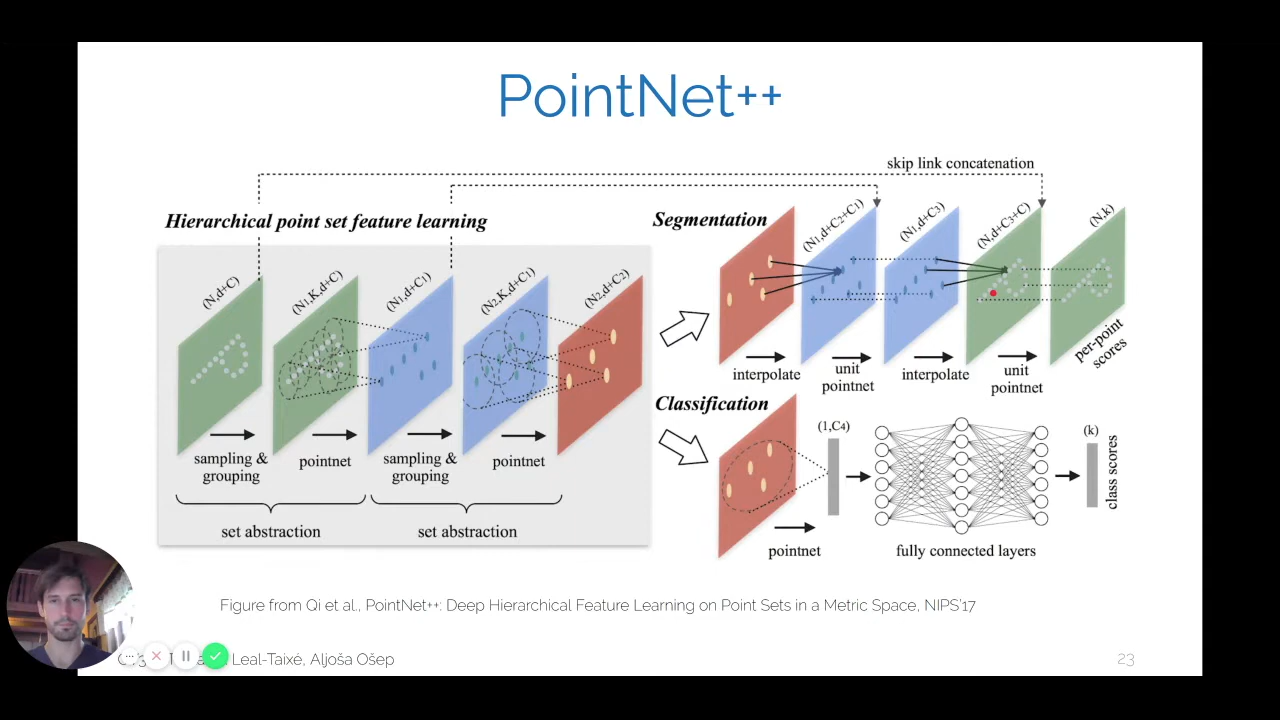 PointNet++
skip link concatenation
Hierarchical point set feature learning
(N,d+C)
(N₁,K,d+C)
(N₁,d+C₁)
(N₂,K,d+C₁)
(N₂,d+C₂)
sampling &
grouping
pointnet
sampling &
grouping
pointnet
set abstraction
set abstraction
Segmentation
(N₁,d+C₂+C₁)
(N₁,d+C₃)
(N,d+C₃+C)
(N,k)
interpolate
unit
pointnet
interpolate
unit
pointnet
per-point
scores
Classification
(1,C₄)
(k)
class scores
pointnet
fully connected layers
Figure from Qi et al., PointNet++: Deep Hierarchical Feature Learning on Point Sets in a Metric Space, NIPS'17
Leal-Taixé, Aljoša Ošep
23